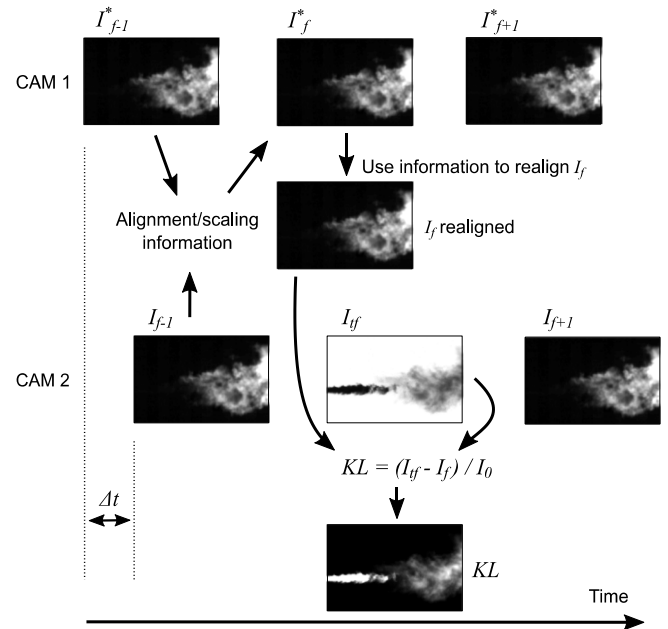 I*f-1
I*f
I*f+1
CAM 1
Use information to realign If
Alignment/scaling
information
If realigned
If-1
Itf
If+1
CAM 2
KL = (Itf - If) / I0
Δt
KL
Time